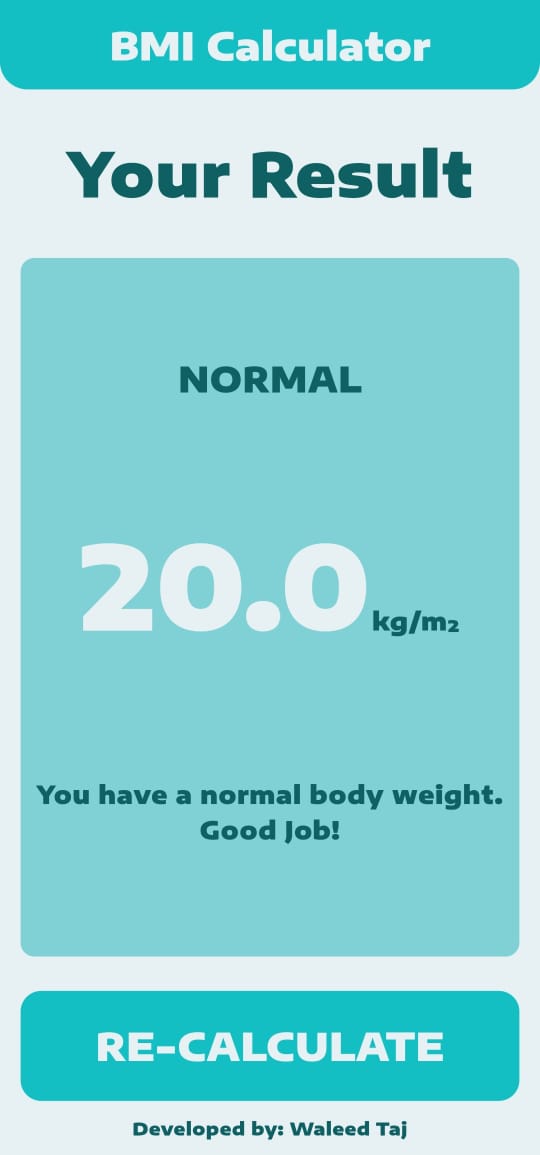 BMI Calculator
Your Result
NORMAL
20.0 kg/m₂
You have a normal body weight.
Good Job!
RE-CALCULATE
Developed by: Waleed Taj